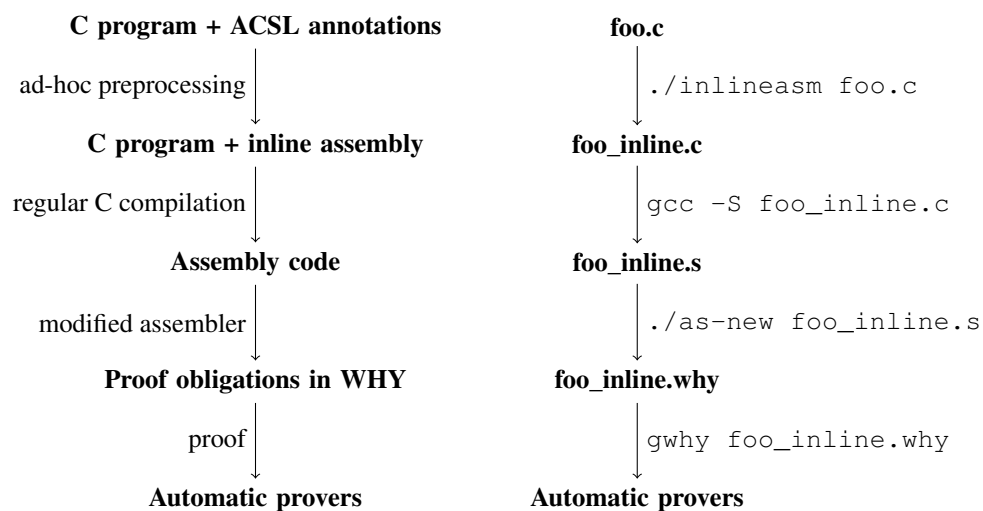 C program + ACSL annotations foo.c
ad-hoc preprocessing ./inlineasm foo.c
C program + inline assembly foo_inline.c
regular C compilation gcc -S foo_inline.c
Assembly code foo_inline.s
modified assembler ./as-new foo_inline.s
Proof obligations in WHY foo_inline.why
proof gwhy foo_inline.why
Automatic provers Automatic provers